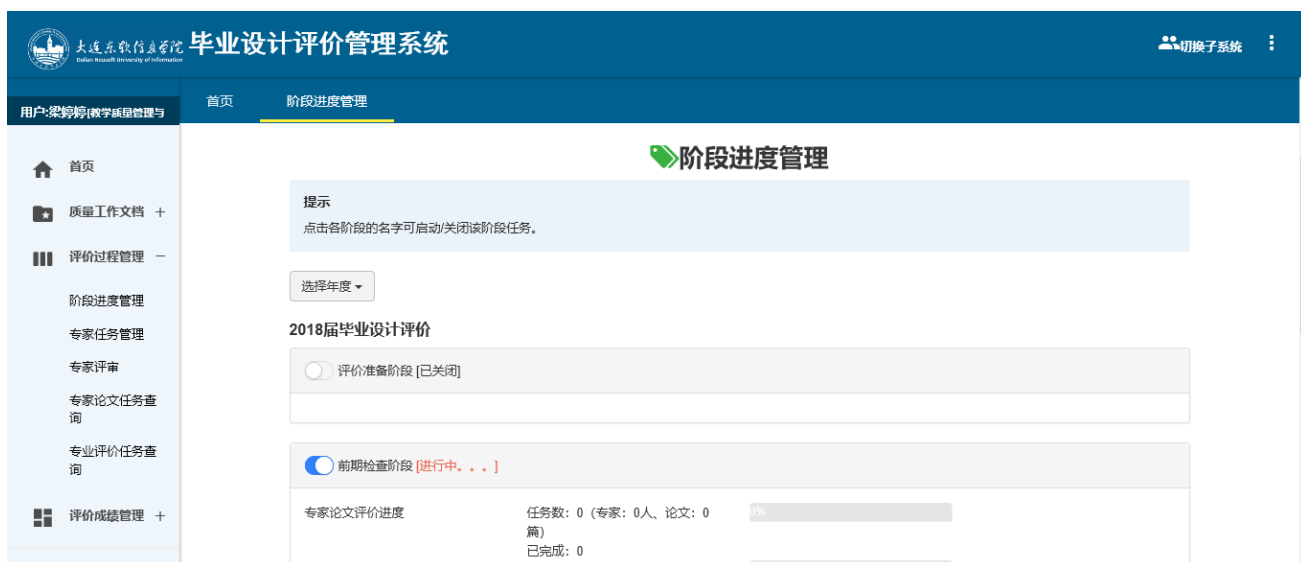 大连东软信息学院 毕业设计评价管理系统
Dalian Neusoft University of Information
切换子系统
用户:梁婷婷[教学质量管理与
首页
阶段进度管理
阶段进度管理
首页
质量工作文档 +
评价过程管理 —
阶段进度管理
专家任务管理
专家评审
专家论文任务查
询
专业评价任务查
询
评价成绩管理 +
提示
点击各阶段的名字可启动/关闭该阶段任务。
选择年度
2018届毕业设计评价
评价准备阶段 [已关闭]
前期检查阶段 [进行中。。。]
专家论文评价进度
任务数: 0 (专家: 0人、论文: 0
篇)
已完成: 0
0%